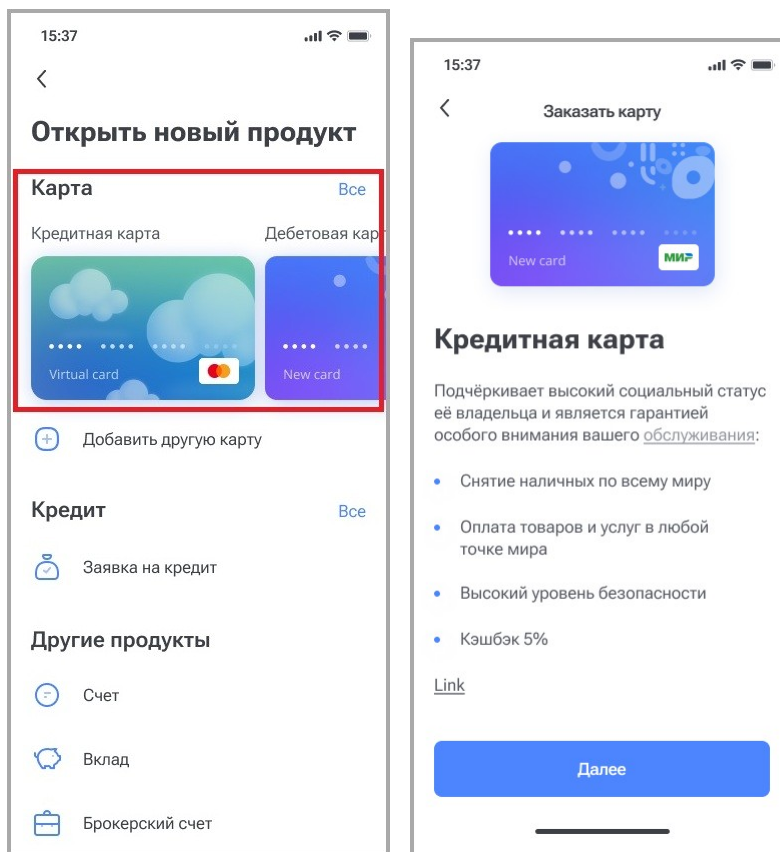 15:37
Открыть новый продукт
Карта
Все
Кредитная карта
Дебетовая кар
Virtual card
New card
Добавить другую карту
Кредит
Все
Заявка на кредит
Другие продукты
Счет
Вклад
Брокерский счет
15:37
Заказать карту
New card
МИР
Кредитная карта
Подчёркивает высокий социальный статус
её владельца и является гарантией
особого внимания вашего обслуживания:
Снятие наличных по всему миру
Оплата товаров и услуг в любой
точке мира
Высокий уровень безопасности
Кэшбэк 5%
Link
Далее